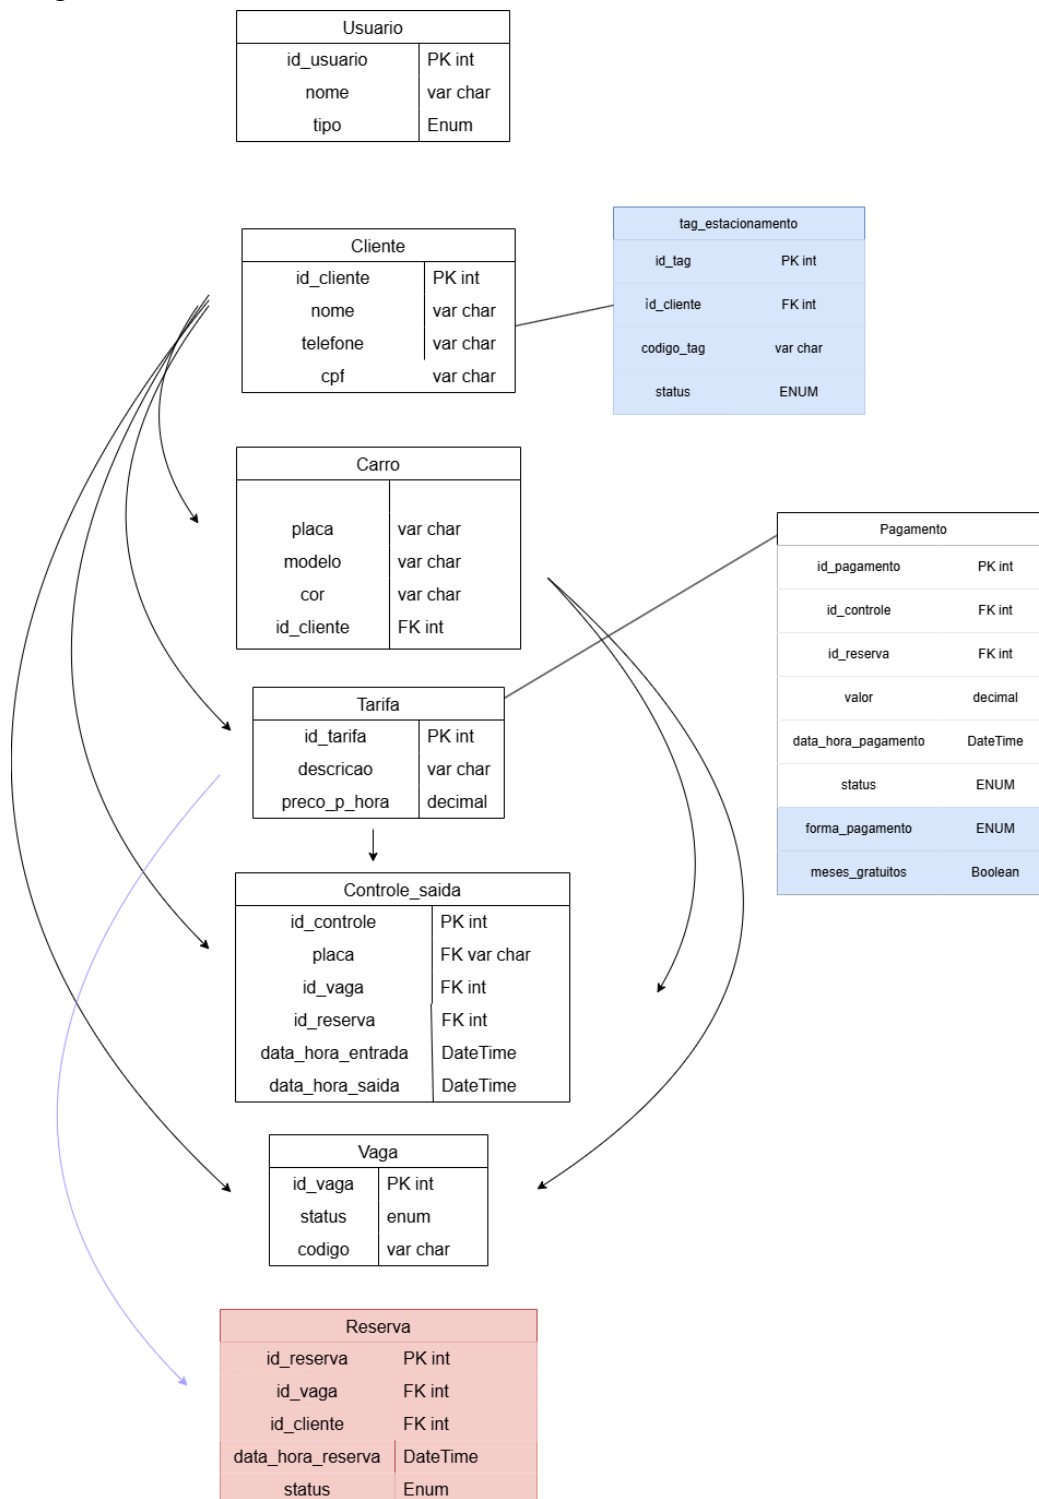 Usuario
id_usuario PK int
nome var char
tipo Enum
tag_estacionamento
id_tag PK int
id_cliente FK int
codigo_tag var char
status ENUM
Cliente
id_cliente PK int
nome var char
telefone var char
cpf var char
Carro
placa var char
modelo var char
cor var char
id_cliente FK int
Pagamento
id_pagamento PK int
id_controle FK int
id_reserva FK int
valor decimal
data_hora_pagamento DateTime
status ENUM
forma_pagamento ENUM
meses_gratuitos Boolean
Tarifa
id_tarifa PK int
descricao var char
preco_p_hora decimal
Controle_saida
id_controle PK int
placa FK var char
id_vaga FK int
id_reserva FK int
data_hora_entrada DateTime
data_hora_saida DateTime
Vaga
id_vaga PK int
status enum
codigo var char
Reserva
id_reserva PK int
id_vaga FK int
id_cliente FK int
data_hora_reserva DateTime
status Enum